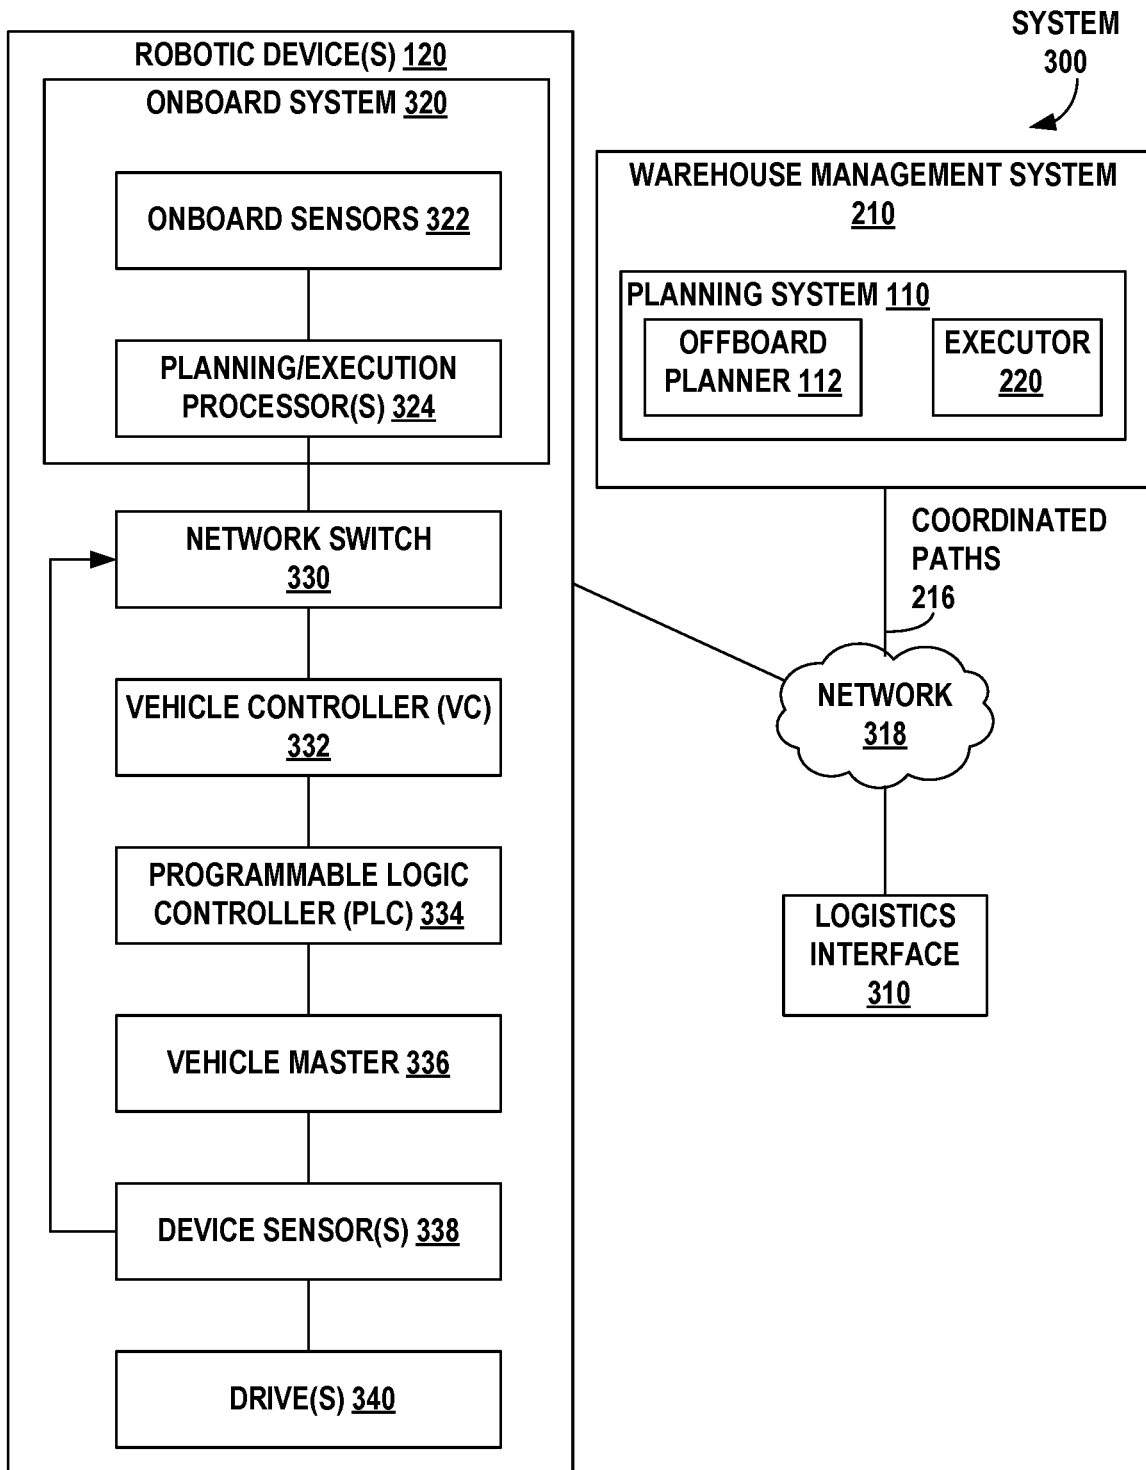 SYSTEM
300
ROBOTIC DEVICE(S) 120
ONBOARD SYSTEM 320
ONBOARD SENSORS 322
PLANNING/EXECUTION
PROCESSOR(S) 324
NETWORK SWITCH
330
VEHICLE CONTROLLER (VC)
332
PROGRAMMABLE LOGIC
CONTROLLER (PLC) 334
VEHICLE MASTER 336
DEVICE SENSOR(S) 338
DRIVE(S) 340
WAREHOUSE MANAGEMENT SYSTEM
210
PLANNING SYSTEM 110
OFFBOARD
PLANNER 112
EXECUTOR
220
COORDINATED
PATHS
216
NETWORK
318
LOGISTICS
INTERFACE
310